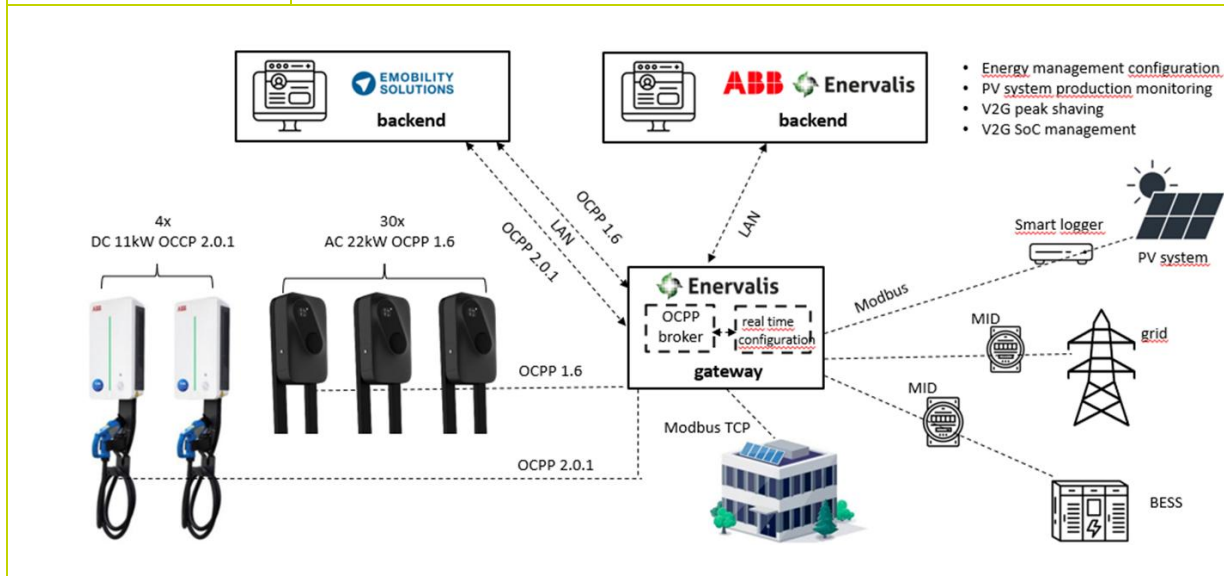 EMOBILITY
SOLUTIONS
backend
ABB Enervalis
backend
• Energy management configuration
• PV system production monitoring
• V2G peak shaving
• V2G SoC management
4x
DC 11kW OCCP 2.0.1
30x
AC 22kW OCPP 1.6
OCPP 1.6
LAN
OCPP 2.0.1
LAN
Smart logger
PV system
Modbus
Enervalis
OCPP
broker
real time
configuration
gateway
MID
grid
MID
OCPP 1.6
Modbus TCP
OCPP 2.0.1
BESS
ABB
ABB